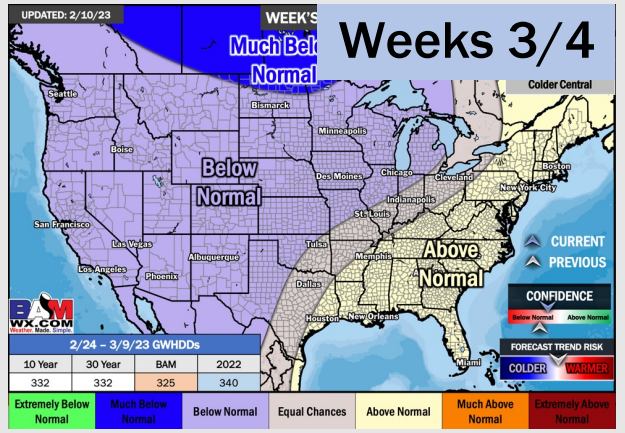 UPDATED: 2/10/23
WEEK'S
Weeks 3/4
Much Bel
Normal
Colder Central
Seattle
Bismarck
Minneapolis
Boise
Boston
Below
Normal
Des Moines
Chicago
Cleveland
New York City
Indianapolis
St. Louis
San Francisco
Las Vegas
Tulsa
Albuquerque
Memphis
Above
Normal
Los Angeles
Phoenix
Dallas
Houston
New Orleans
Miami
CURRENT
PREVIOUS
CONFIDENCE
Below Normal Above Normal
FORECAST TREND RISK
COLDER WARMER
BAM
WX.COM
Weather. Made. Simple.
2/24 – 3/9/23 GWHDDs
10 Year 30 Year BAM 2022
332 332 325 340
Extremely Below Normal
Much Below Normal
Below Normal
Equal Chances
Above Normal
Much Above Normal
Extremely Above Normal